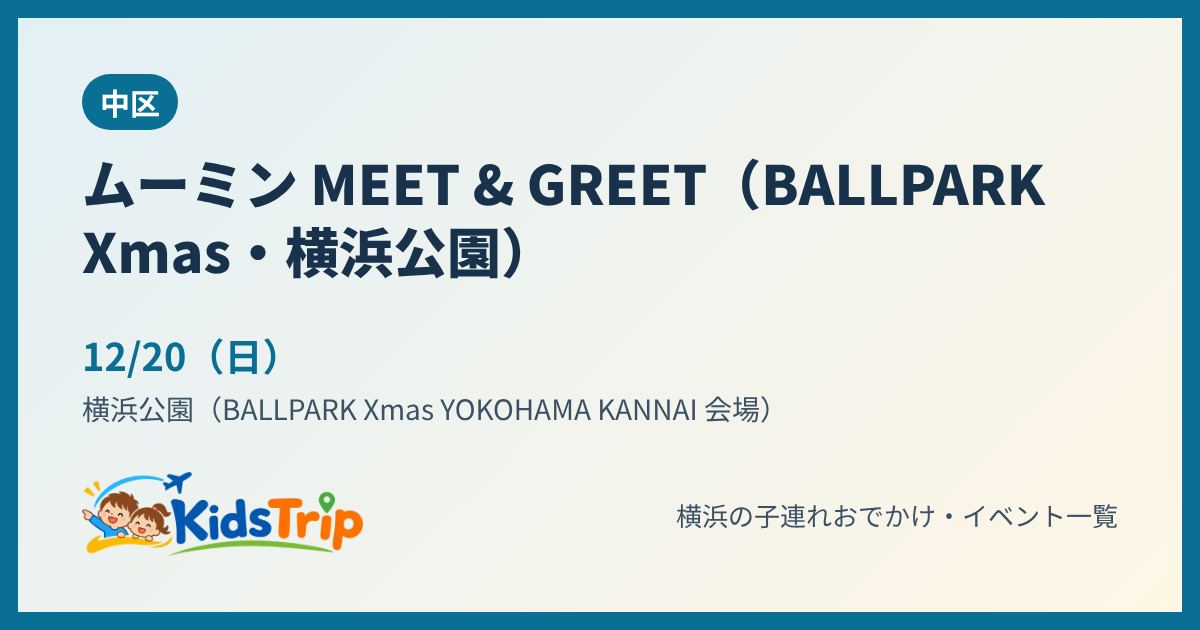 中区
ムーミン MEET & GREET（BALLPARK
Xmas・横浜公園）
12/20（日）
横浜公園（BALLPARK Xmas YOKOHAMA KANNAI 会場）
KidsTrip
横浜の子連れおでかけ・イベント一覧